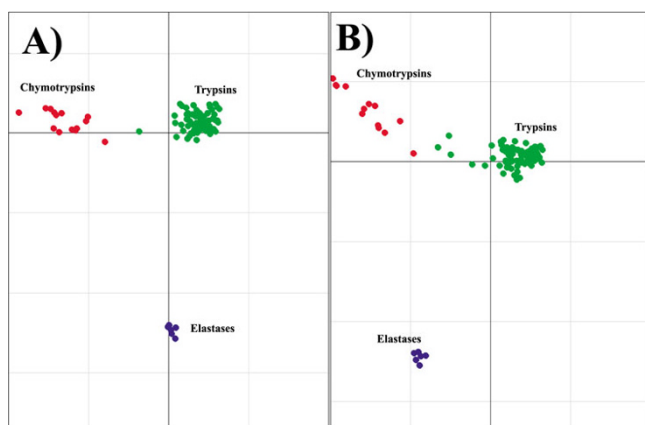 A)
Chymotrypsins
Trypsins
Elastases
B)
Chymotrypsins
Trypsins
Elastases